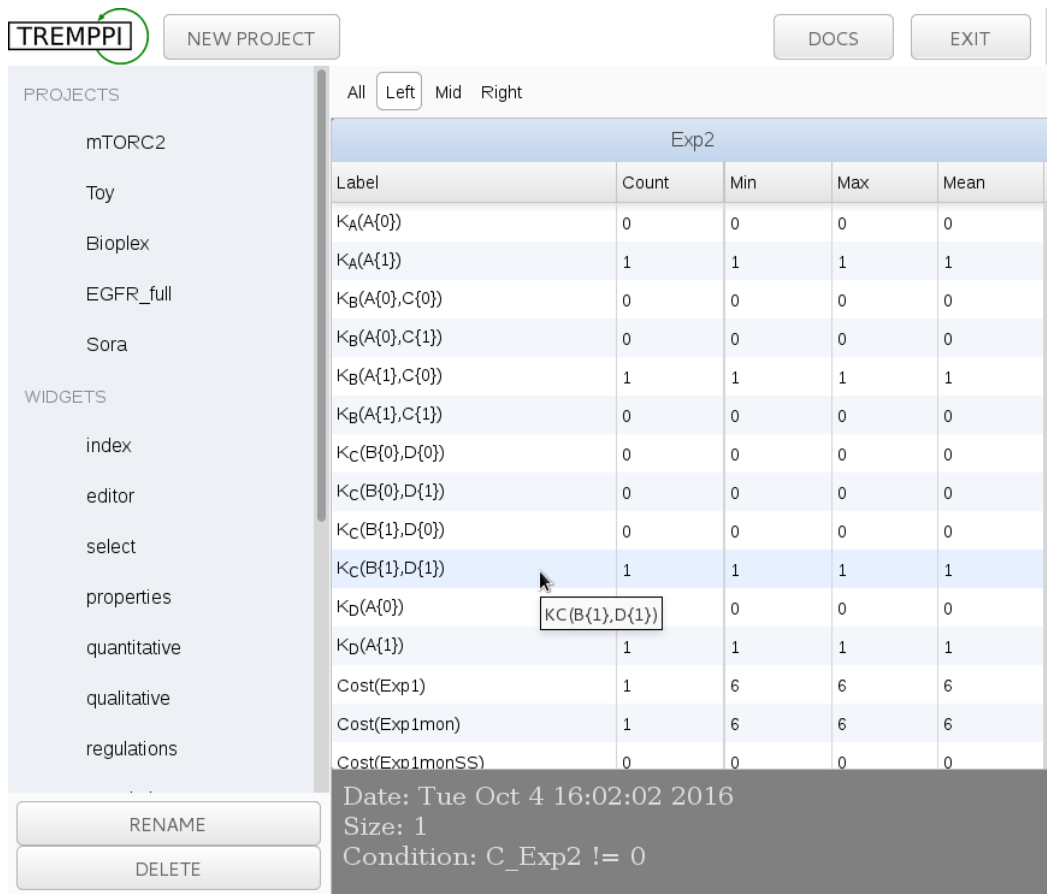 TREMPPI NEW PROJECT DOCS EXIT
PROJECTS
mTORC2
Toy
Bioplex
EGFR_full
Sora
WIDGETS
index
editor
select
properties
quantitative
qualitative
regulations
RENAME
DELETE
All Left Mid Right
Exp2
Label Count Min Max Mean
KA(A{0}) 0 0 0 0
KA(A{1}) 1 1 1 1
KB(A{0},C{0}) 0 0 0 0
KB(A{0},C{1}) 0 0 0 0
KB(A{1},C{0}) 1 1 1 1
KB(A{1},C{1}) 0 0 0 0
KC(B{0},D{0}) 0 0 0 0
KC(B{0},D{1}) 0 0 0 0
KC(B{1},D{0}) 0 0 0 0
KC(B{1},D{1}) 1 1 1 1
KD(A{0}) 0 0 0
KC(B{1},D{1})
KD(A{1}) 1 1 1 1
Cost(Exp1) 1 6 6 6
Cost(Exp1mon) 1 6 6 6
Cost(Exp1monSS) 0 0 0 0
Date: Tue Oct 4 16:02:02 2016
Size: 1
Condition: C_Exp2 != 0